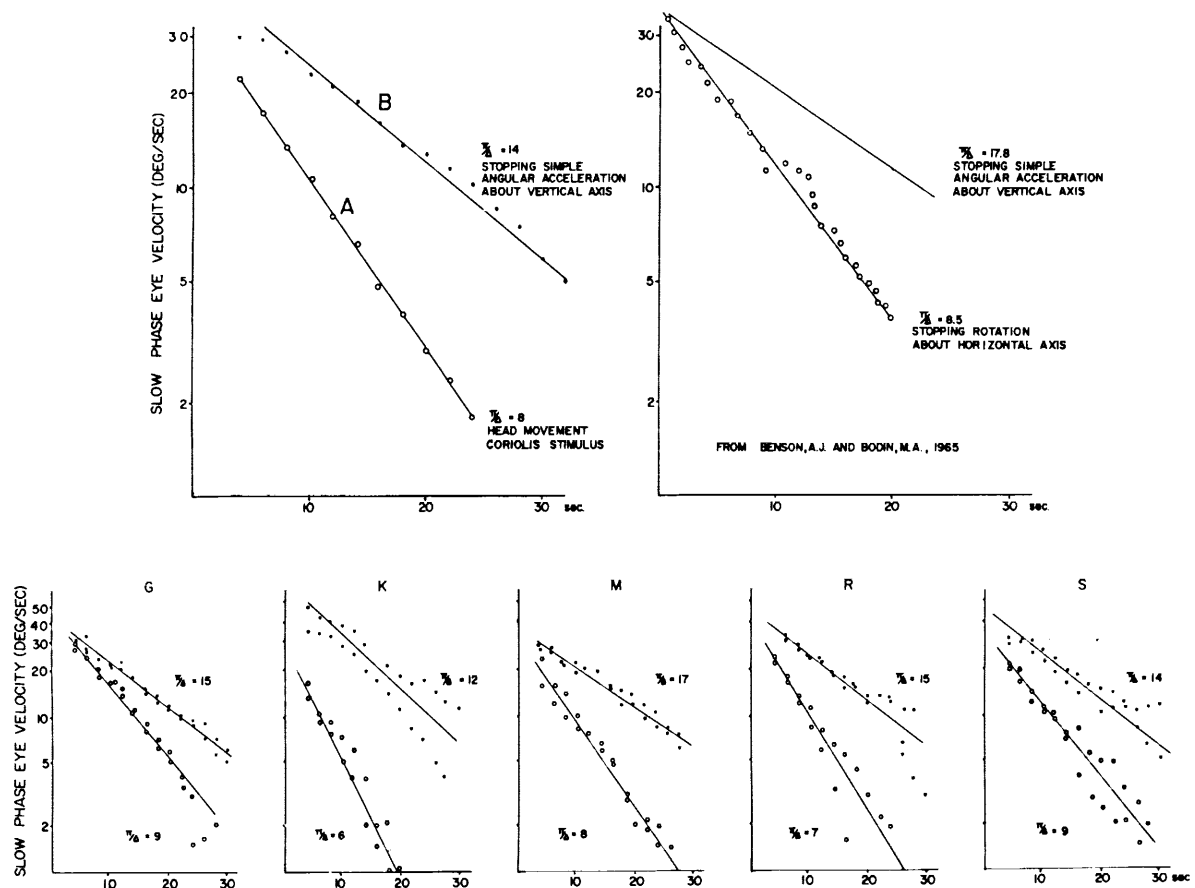 SLOW PHASE EYE VELOCITY (DEG/SEC)
30
20
10
5
2
B
A
π/Δ = 14
STOPPING SIMPLE
ANGULAR ACCELERATION
ABOUT VERTICAL AXIS
π/Δ = 8
HEAD MOVEMENT
CORIOLIS STIMULUS
10
20
30
sec.
30
20
10
5
2
π/Δ = 17.8
STOPPING SIMPLE
ANGULAR ACCELERATION
ABOUT VERTICAL AXIS
π/Δ = 8.5
STOPPING ROTATION
ABOUT HORIZONTAL AXIS
FROM BENSON, A.J. AND BODIN, M.A., 1965
10
20
30
sec.
SLOW PHASE EYE VELOCITY (DEG/SEC)
50
40
30
20
10
5
2
G
π/Δ = 15
π/Δ = 9
10
20
30
K
π/Δ = 12
π/Δ = 6
10
20
30
M
π/Δ = 17
π/Δ = 8
10
20
30
R
π/Δ = 15
π/Δ = 7
10
20
30
S
π/Δ = 14
π/Δ = 9
10
20
30 sec